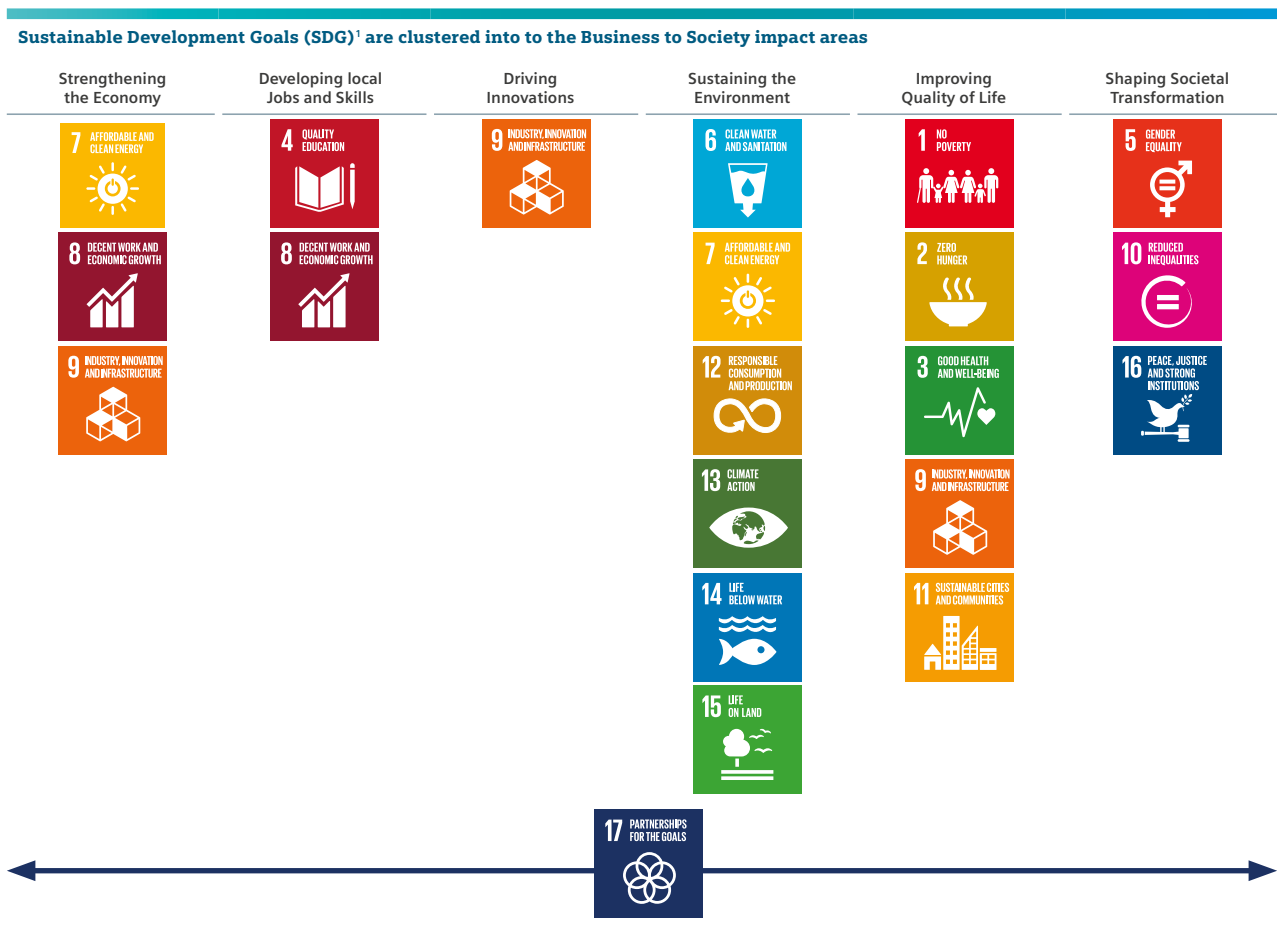 Sustainable Development Goals (SDG)¹ are clustered into to the Business to Society impact areas
Strengthening
the Economy
7 AFFORDABLE AND
CLEAN ENERGY
8 DECENT WORK AND
ECONOMIC GROWTH
9 INDUSTRY, INNOVATION
AND INFRASTRUCTURE
Developing local
Jobs and Skills
4 QUALITY
EDUCATION
8 DECENT WORK AND
ECONOMIC GROWTH
Driving
Innovations
9 INDUSTRY, INNOVATION
AND INFRASTRUCTURE
Sustaining the
Environment
6 CLEAN WATER
AND SANITATION
7 AFFORDABLE AND
CLEAN ENERGY
12 RESPONSIBLE
CONSUMPTION
AND PRODUCTION
13 CLIMATE
ACTION
14 LIFE
BELOW WATER
15 LIFE
ON LAND
Improving
Quality of Life
1 NO
POVERTY
2 ZERO
HUNGER
3 GOOD HEALTH
AND WELL-BEING
9 INDUSTRY, INNOVATION
AND INFRASTRUCTURE
11 SUSTAINABLE CITIES
AND COMMUNITIES
Shaping Societal
Transformation
5 GENDER
EQUALITY
10 REDUCED
INEQUALITIES
16 PEACE, JUSTICE
AND STRONG
INSTITUTIONS
17 PARTNERSHIPS
FOR THE GOALS